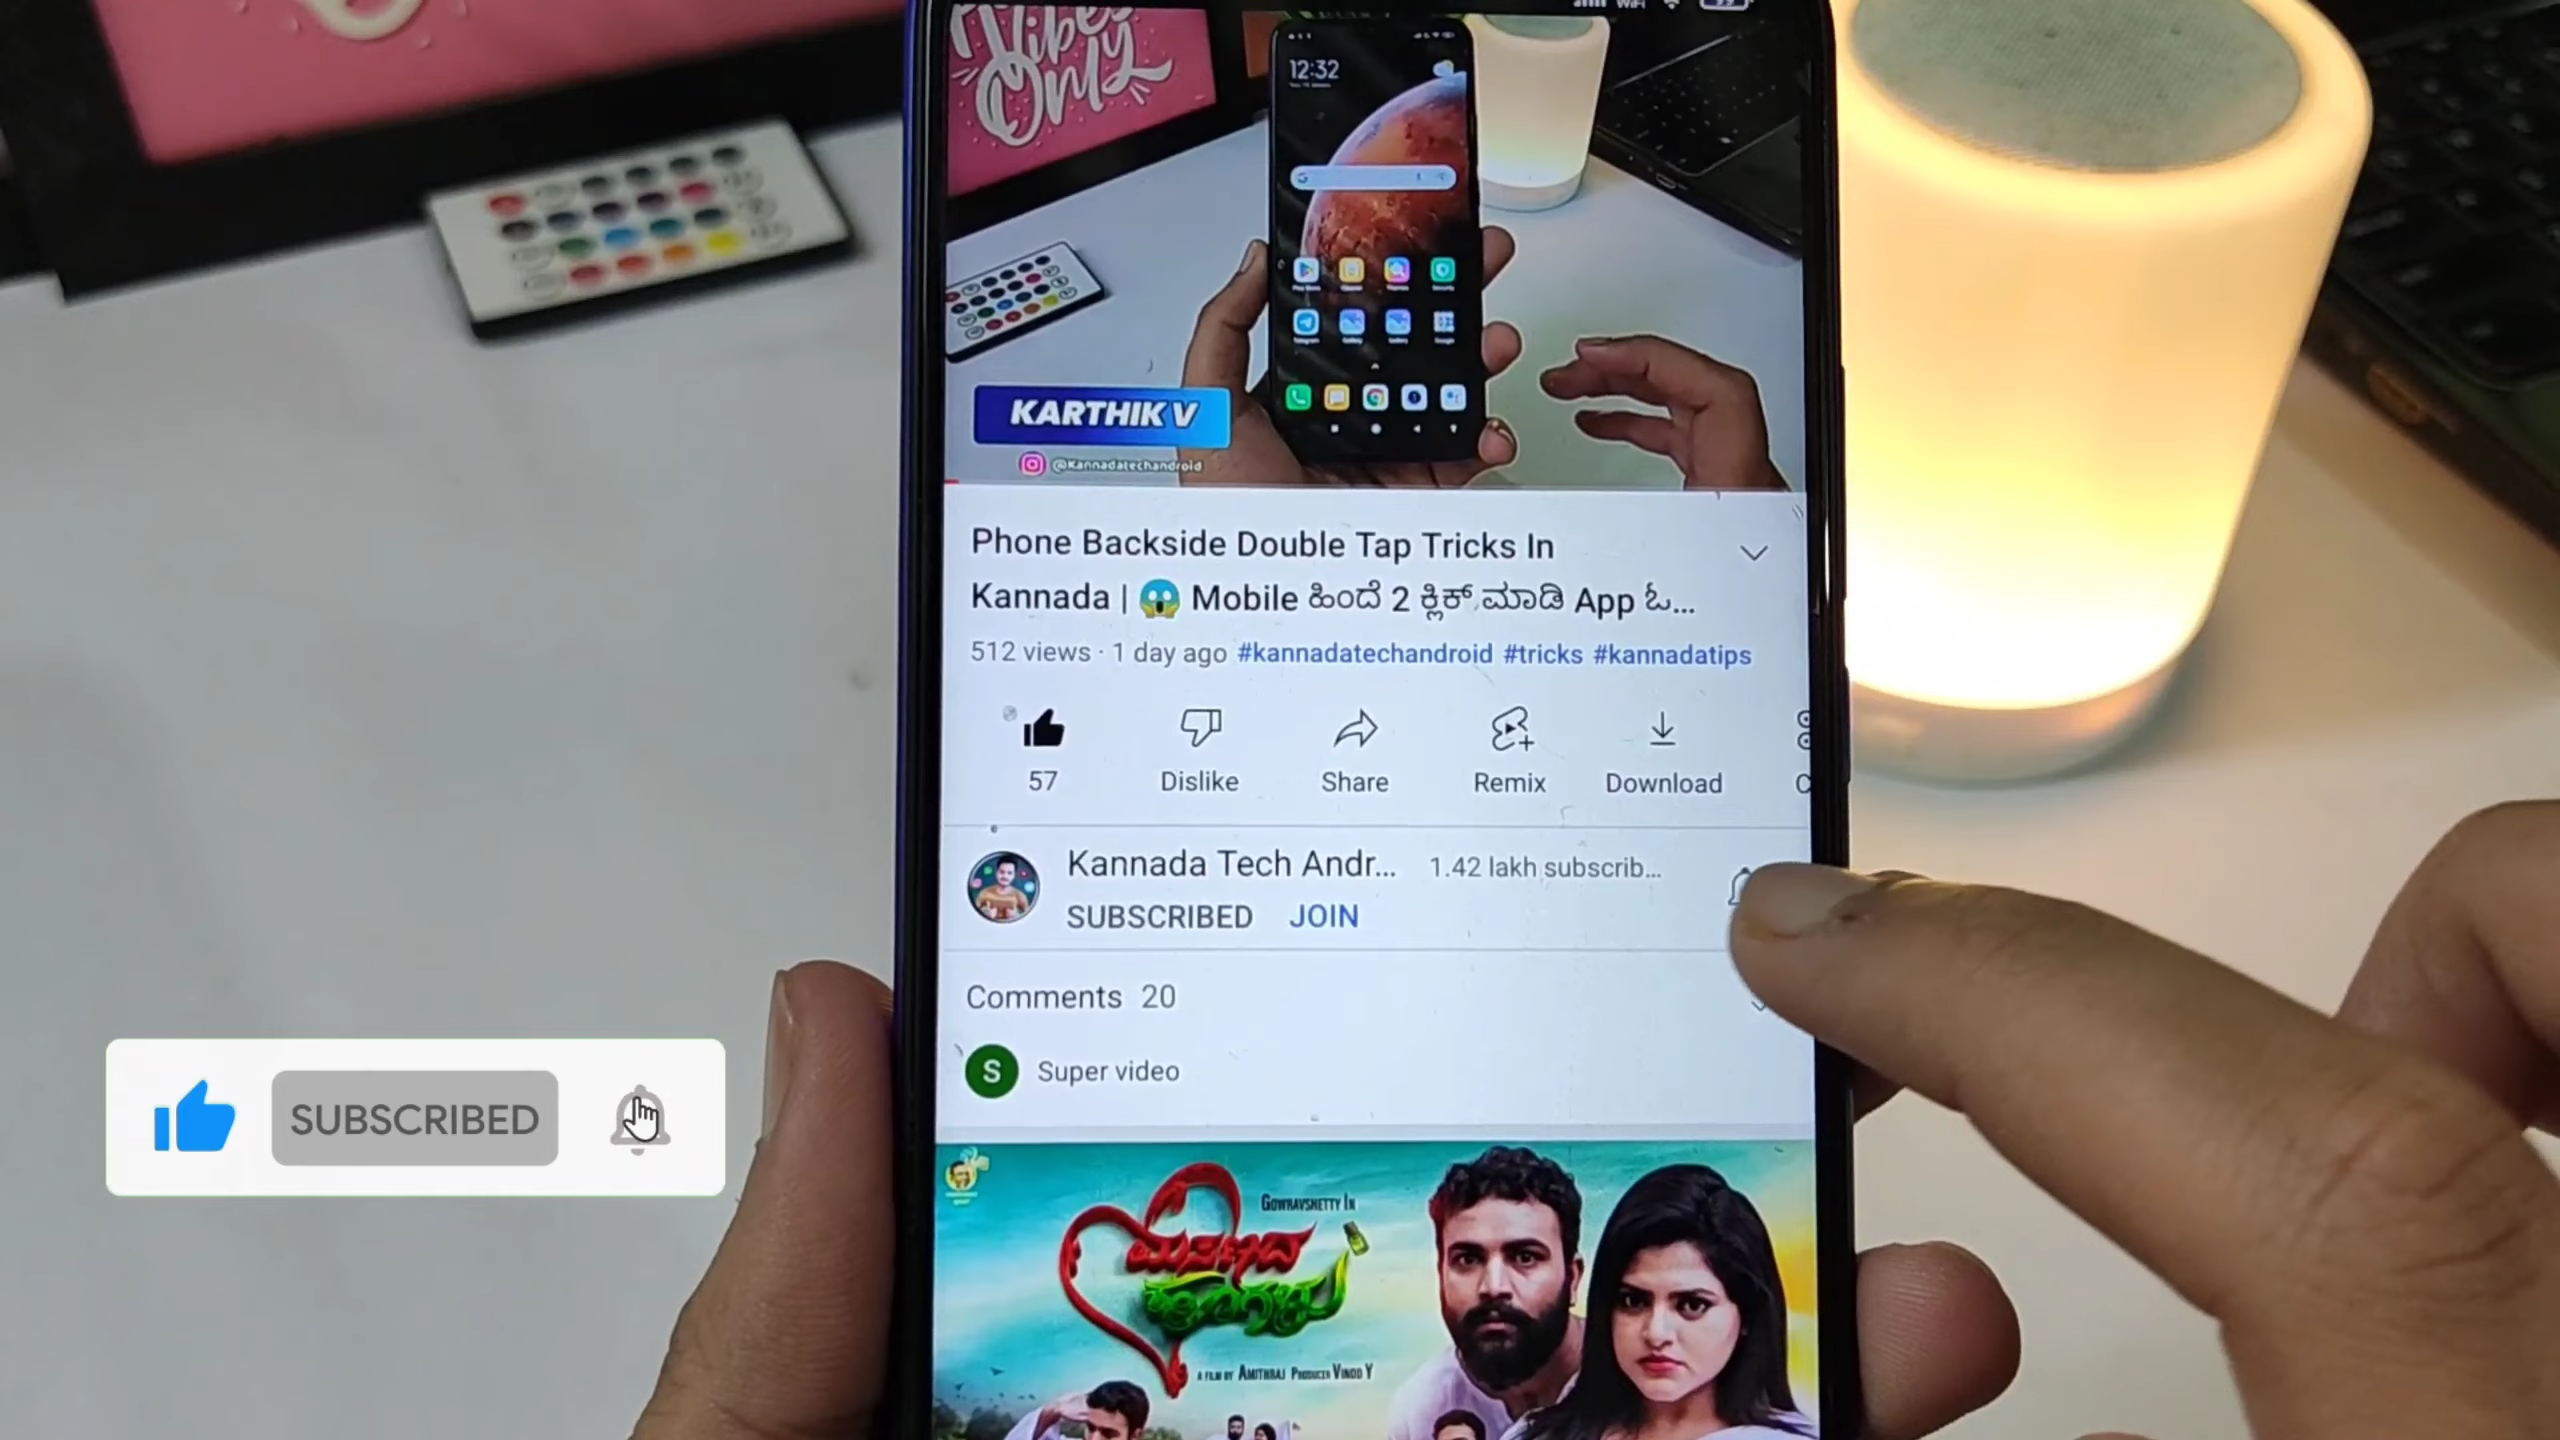 Vibes
Only
WiFi
12:32
KARTHIK V
@Kannadatechandroid
Phone Backside Double Tap Tricks In
Kannada | 😱 Mobile ಹಿಂದೆ 2 ಕ್ಲಿಕ್ ಮಾಡಿ App ಓ...
512 views · 1 day ago #kannadatechandroid #tricks #kannadatips
57 Dislike Share Remix Download
Kannada Tech Andr... 1.42 lakh subscrib...
SUBSCRIBED JOIN
Comments 20
S Super video
SUBSCRIBED
GOWRAVSHETTY IN
A FILM BY AMITHRAJ PRODUCER VINOD Y